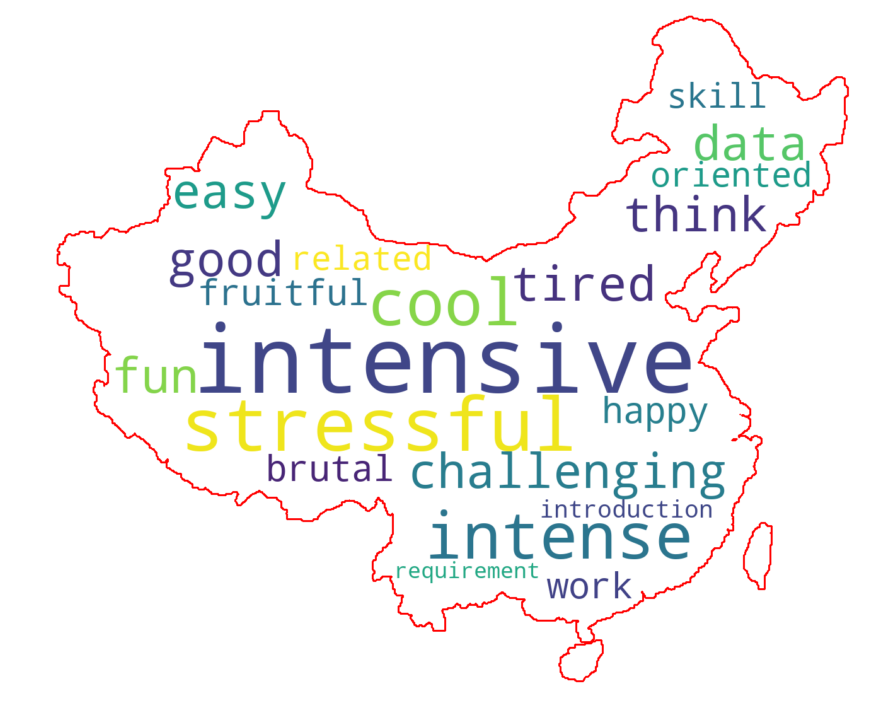 skill
data
oriented
easy
think
good related
tired
fruitful
cool
intensive
fun
stressful
happy
brutal
challenging
introduction
intense
requirement
work